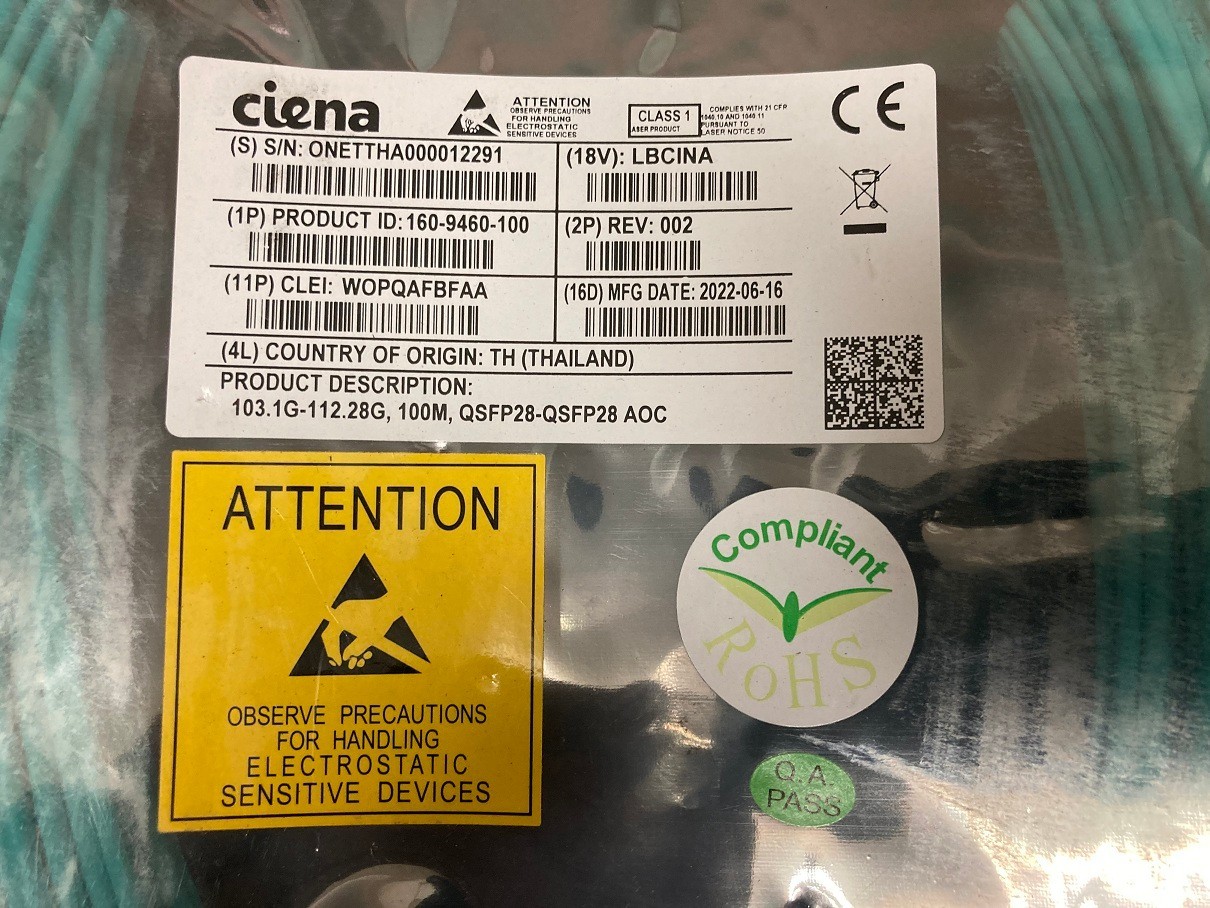 ciena
ATTENTION
OBSERVE PRECAUTIONS
FOR HANDLING
ELECTROSTATIC
SENSITIVE DEVICES
CLASS 1
ASER PRODUCT
COMPLIES WITH 21 CFR
1040.10 AND 1040.11
PURSUANT TO
LASER NOTICE 50
CE
(S) S/N: ONETTHA000012291
(18V): LBCINA
(1P) PRODUCT ID: 160-9460-100
(2P) REV: 002
(11P) CLEI: WOPQAFBFAA
(16D) MFG DATE: 2022-06-16
(4L) COUNTRY OF ORIGIN: TH (THAILAND)
PRODUCT DESCRIPTION:
103.1G-112.28G, 100M, QSFP28-QSFP28 AOC
ATTENTION
OBSERVE PRECAUTIONS
FOR HANDLING
ELECTROSTATIC
SENSITIVE DEVICES
Compliant
RoHS
Q.A.
PASS